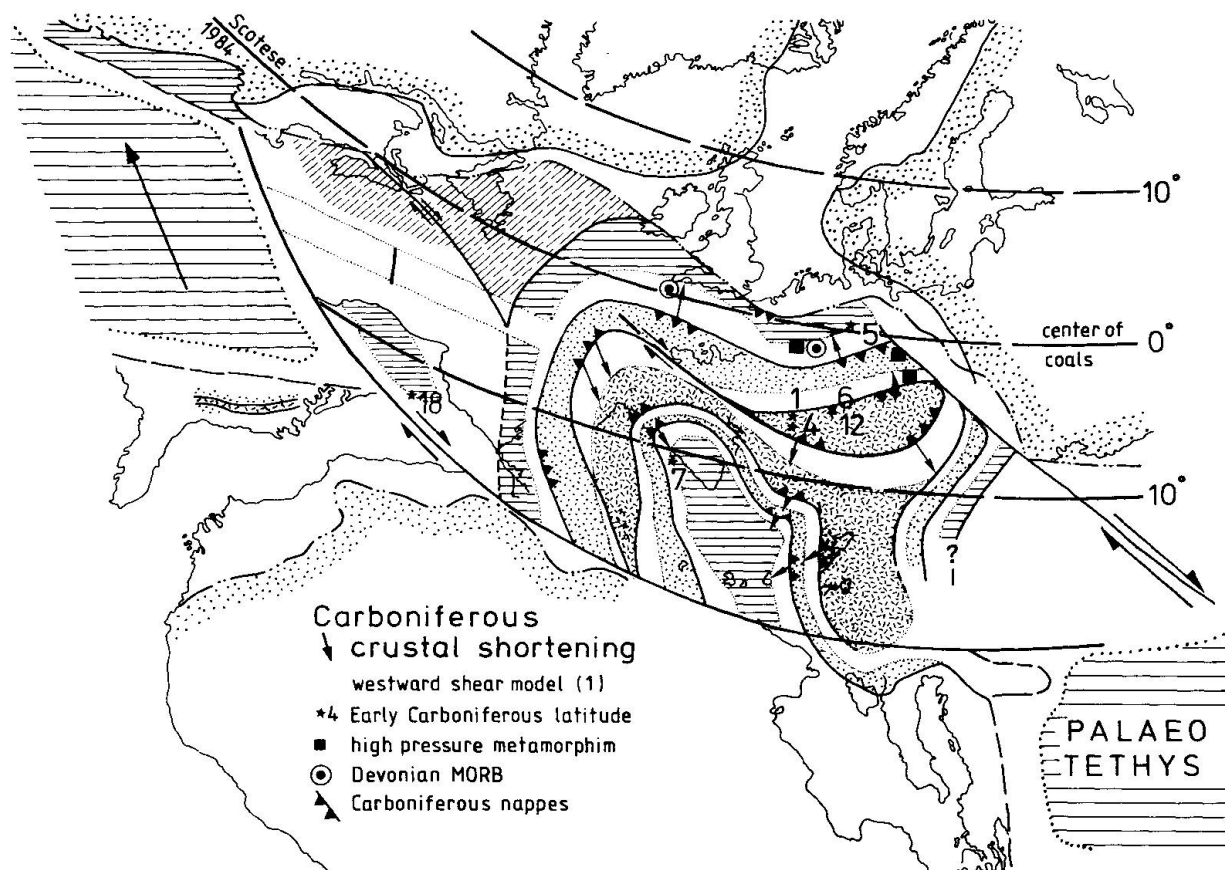 Scotese
1984
10°
5
center of
coals
0°
1
6
4
12
18
7
10°
?
Carboniferous
crustal shortening
westward shear model (1)
*4 Early Carboniferous latitude
high pressure metamorphim
Devonian MORB
Carboniferous nappes
PALAEO
TETHYS